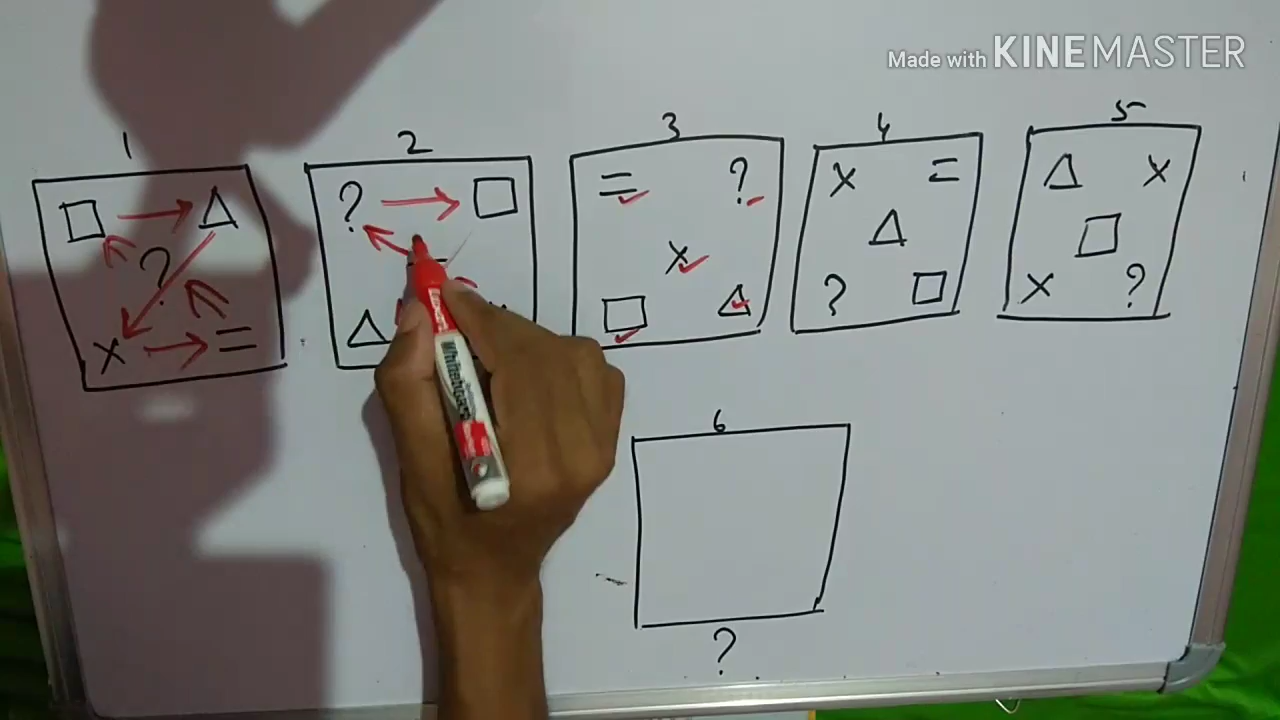 Made with KINEMASTER
1 2 3 4 5
? = ? x =  x
?
x = ? x ?
6
?